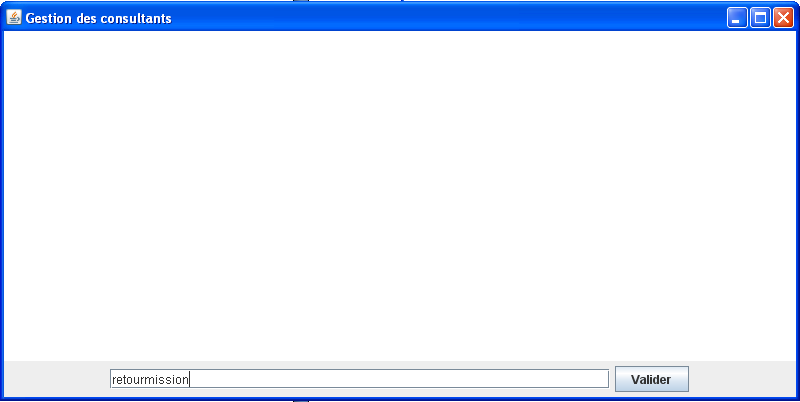 Gestion des consultants
retourmission
Valider